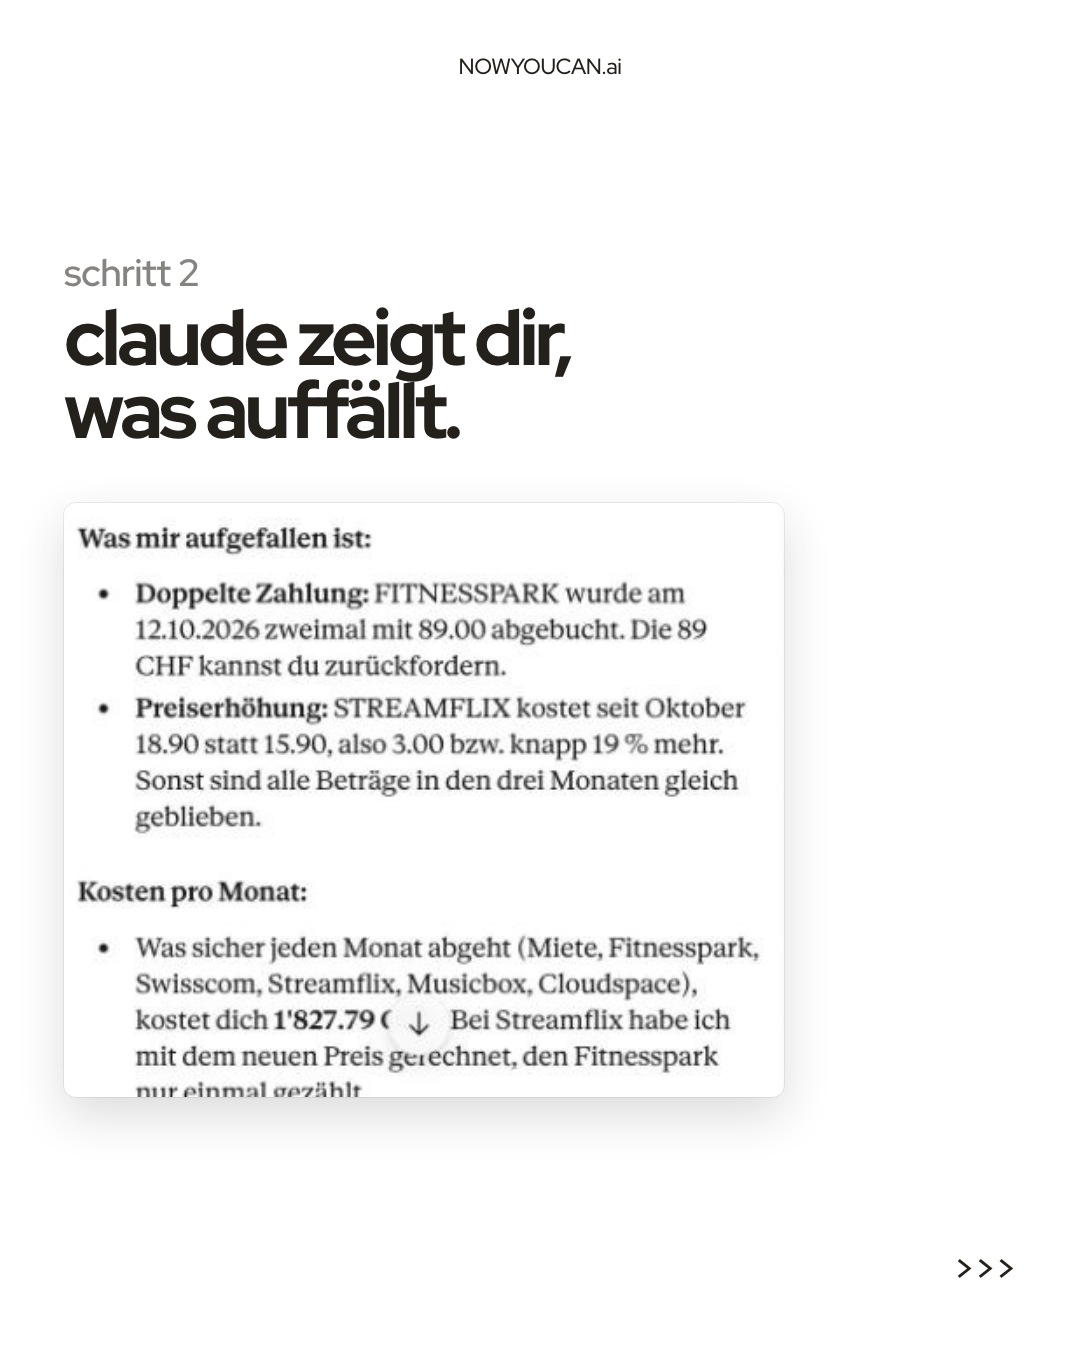 NOWYOUCAN.ai
schritt 2
claude zeigt dir,
was auffällt.
Was mir aufgefallen ist:
• Doppelte Zahlung: FITNESSPARK wurde am
12.10.2026 zweimal mit 89.00 abgebucht. Die 89
CHF kannst du zurückfordern.
• Preiserhöhung: STREAMFLIX kostet seit Oktober
18.90 statt 15.90, also 3.00 bzw. knapp 19 % mehr.
Sonst sind alle Beträge in den drei Monaten gleich
geblieben.
Kosten pro Monat:
• Was sicher jeden Monat abgeht (Miete, Fitnesspark,
Swisscom, Streamflix, Musicbox, Cloudspace),
kostet dich 1'827.79 Bei Streamflix habe ich
mit dem neuen Preis gerechnet, den Fitnesspark
nur einmal gezählt
>>>